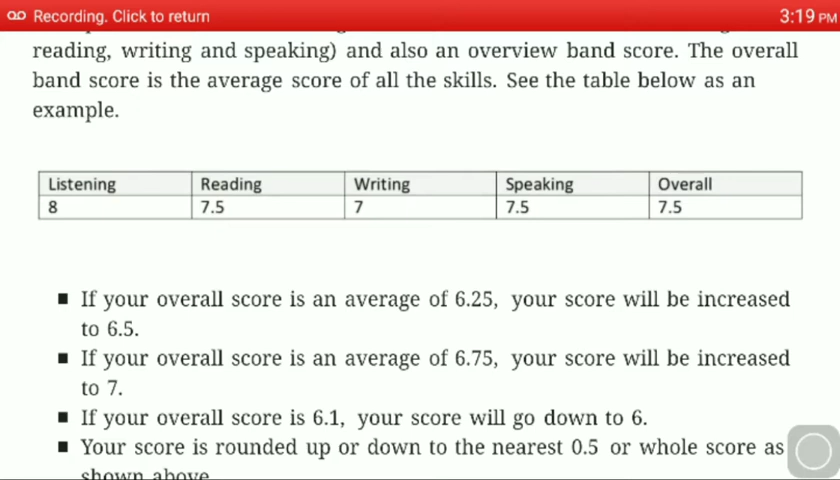 Recording. Click to return
3:19 PM
reading, writing and speaking) and also an overview band score. The overall
band score is the average score of all the skills. See the table below as an
example.
Listening Reading Writing Speaking Overall
8 7.5 7 7.5 7.5
▪ If your overall score is an average of 6.25, your score will be increased
to 6.5.
▪ If your overall score is an average of 6.75, your score will be increased
to 7.
▪ If your overall score is 6.1, your score will go down to 6.
▪ Your score is rounded up or down to the nearest 0.5 or whole score as
shown above